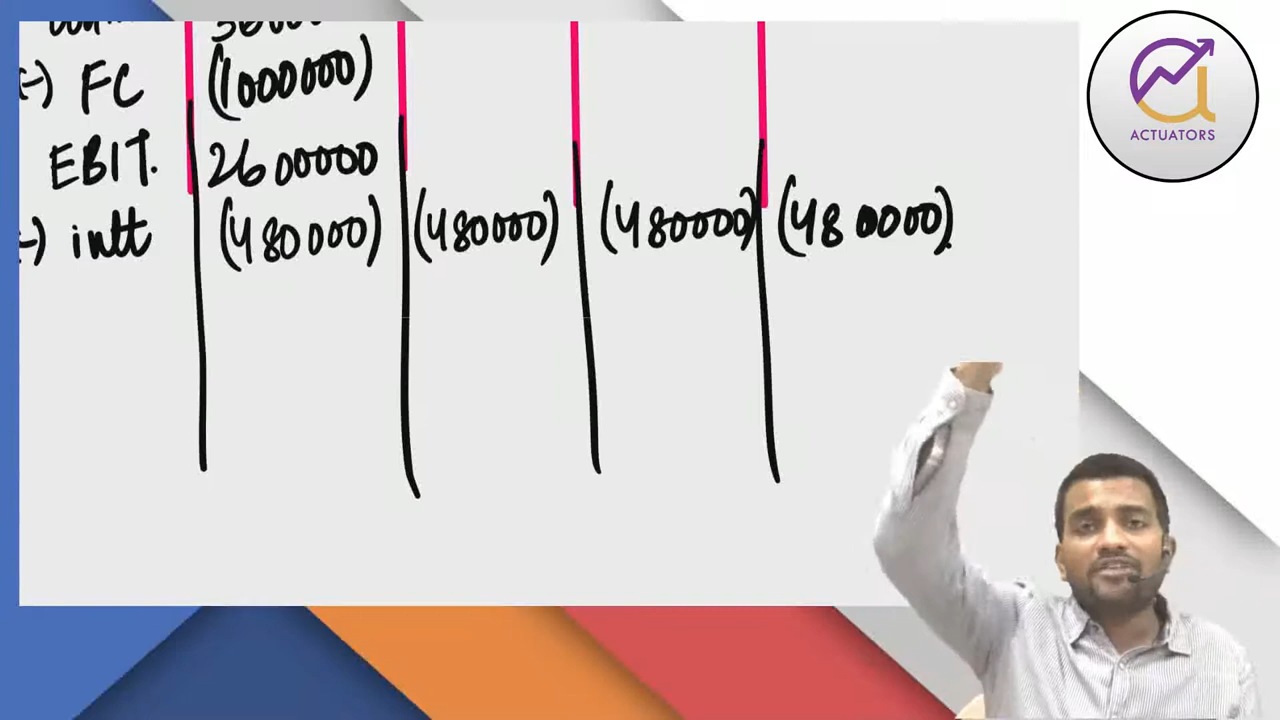 (-) FC (1000000)
EBIT. 2600000
(-) intt (480000) (480000) (480000) (480000)
ACTUATORS